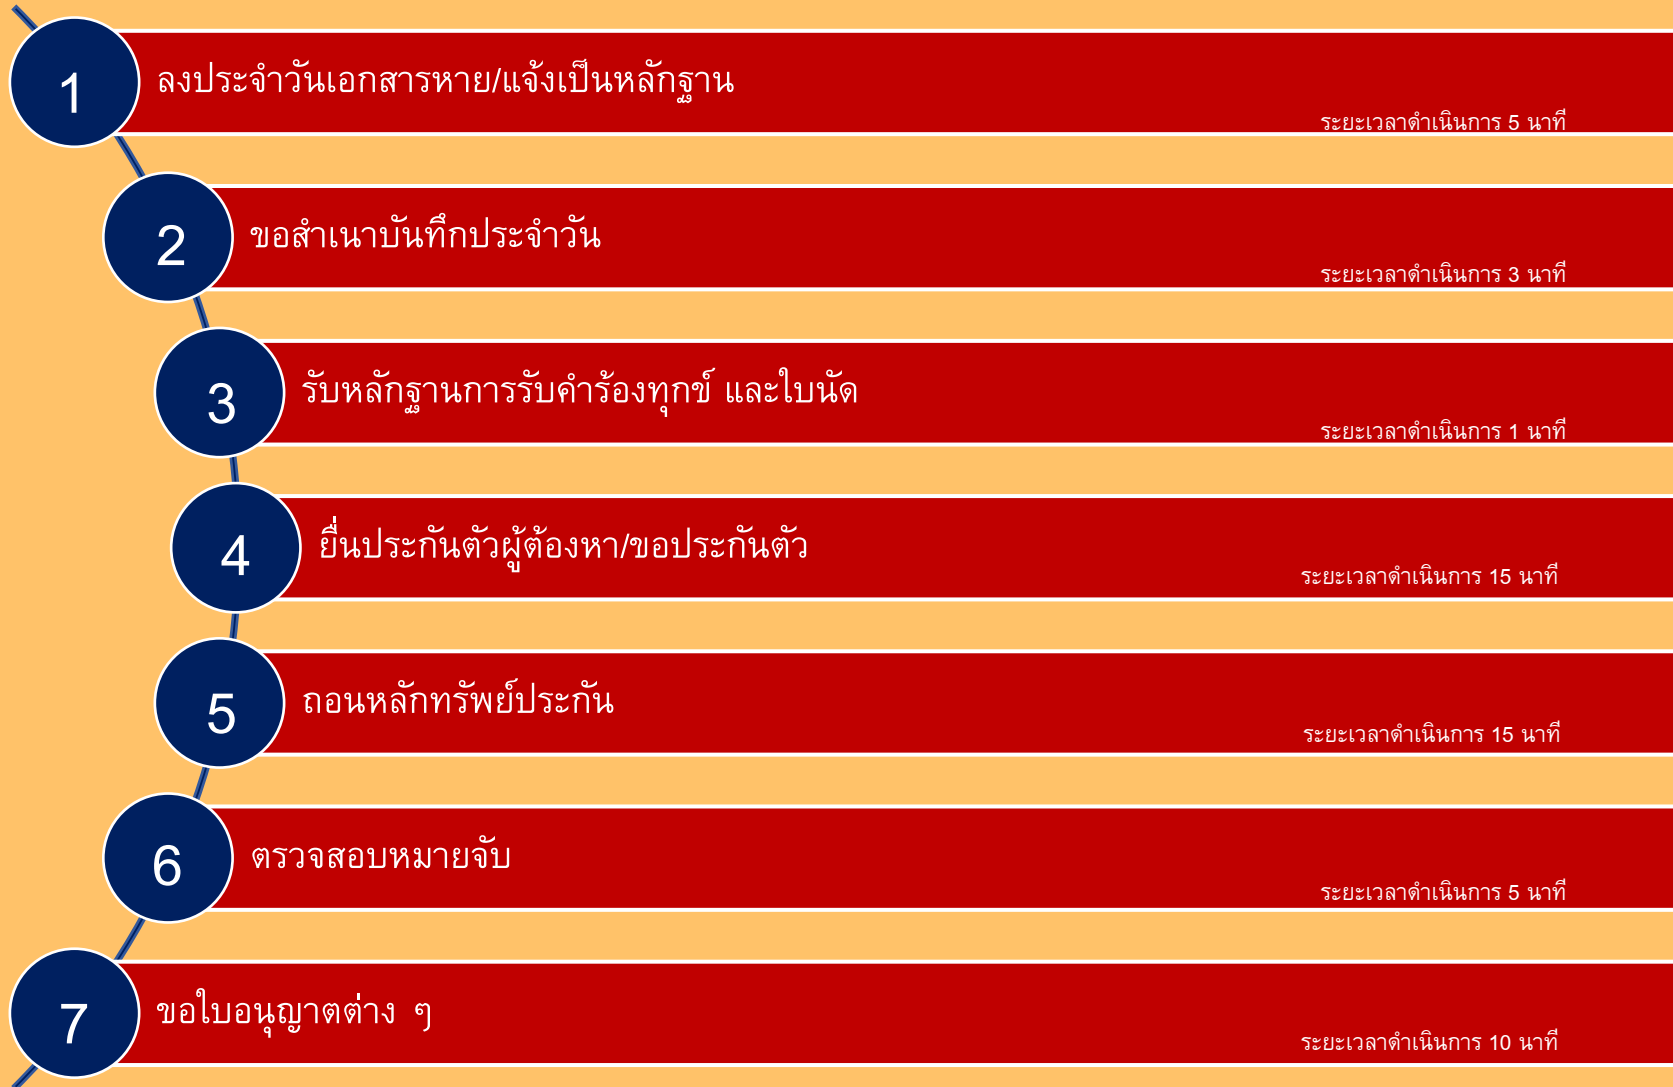 1
ลงประจำวันเอกสารหาย/แจ้งเป็นหลักฐาน
ระยะเวลาดำเนินการ 5 นาที
2
ขอสำเนาบันทึกประจำวัน
ระยะเวลาดำเนินการ 3 นาที
3
รับหลักฐานการรับคำร้องทุกข์ และใบนัด
ระยะเวลาดำเนินการ 1 นาที
4
ยื่นประกันตัวผู้ต้องหา/ขอประกันตัว
ระยะเวลาดำเนินการ 15 นาที
5
ถอนหลักทรัพย์ประกัน
ระยะเวลาดำเนินการ 15 นาที
6
ตรวจสอบหมายจับ
ระยะเวลาดำเนินการ 5 นาที
7
ขอใบอนุญาตต่าง ๆ
ระยะเวลาดำเนินการ 10 นาที